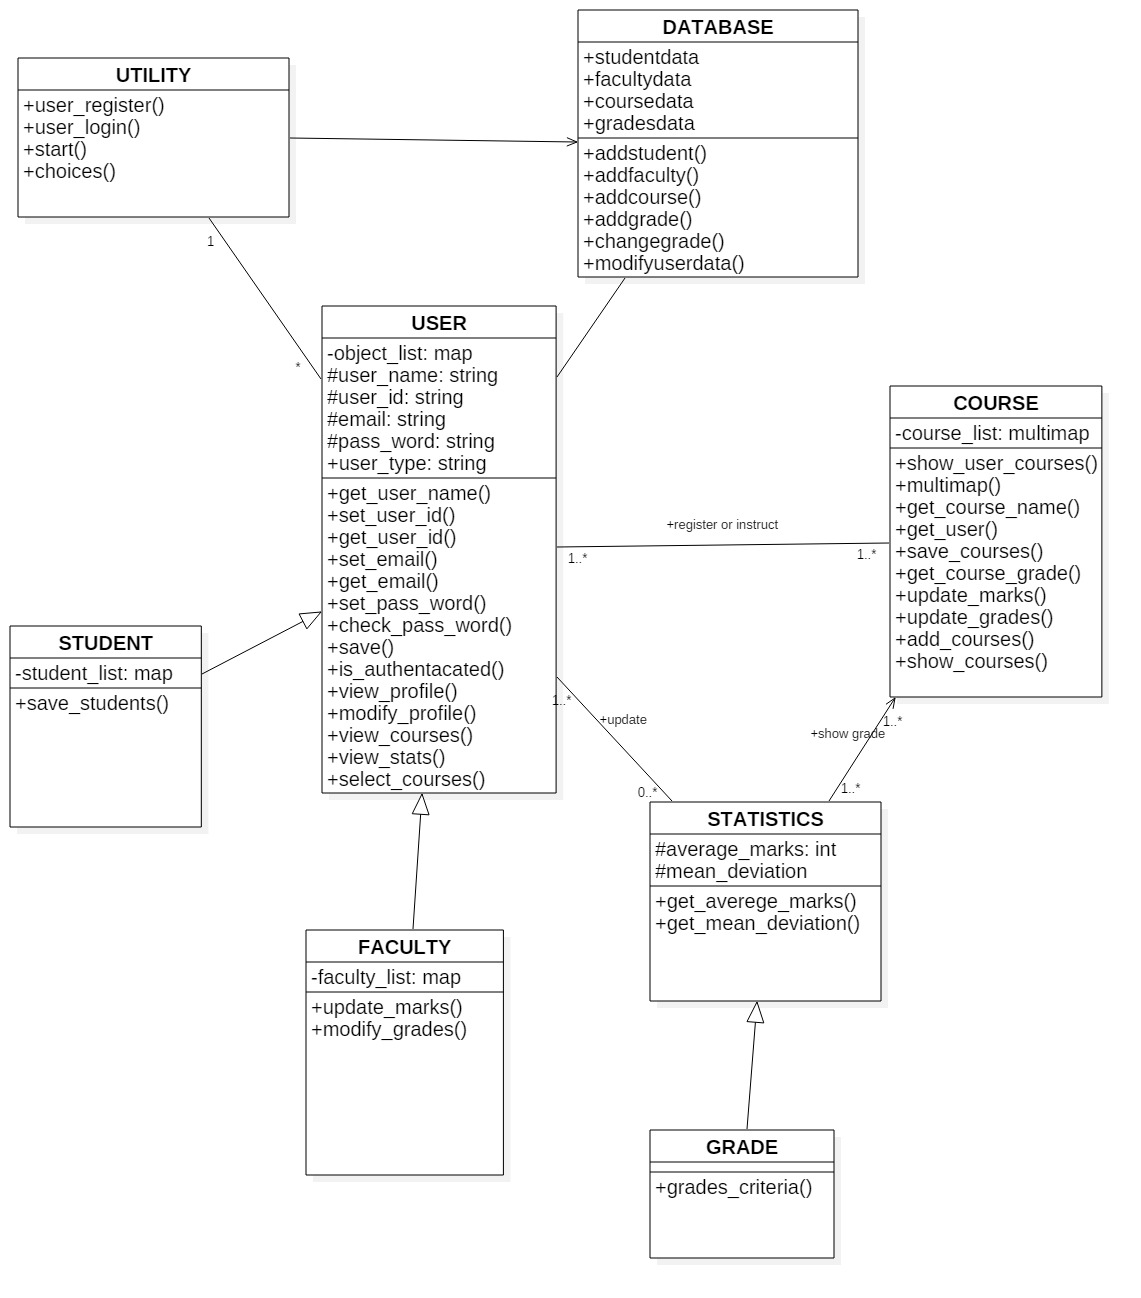 DATABASE
+studentdata
+facultydata
+coursedata
+gradesdata
+addstudent()
+addfaculty()
+addcourse()
+addgrade()
+changegrade()
+modifyuserdata()
UTILITY
+user_register()
+user_login()
+start()
+choices()
1
*
USER
-object_list: map
#user_name: string
#user_id: string
#email: string
#pass_word: string
+user_type: string
+get_user_name()
+set_user_id()
+get_user_id()
+set_email()
+get_email()
+set_pass_word()
+check_pass_word()
+save()
+is_authentacated()
+view_profile()
+modify_profile()
+view_courses()
+view_stats()
+select_courses()
+register or instruct
1..*
1..*
COURSE
-course_list: multimap
+show_user_courses()
+multimap()
+get_course_name()
+get_user()
+save_courses()
+get_course_grade()
+update_marks()
+update_grades()
+add_courses()
+show_courses()
STUDENT
-student_list: map
+save_students()
1..*
+update
0..*
1..*
+show grade
1..*
STATISTICS
#average_marks: int
#mean_deviation
+get_averege_marks()
+get_mean_deviation()
FACULTY
-faculty_list: map
+update_marks()
+modify_grades()
GRADE
+grades_criteria()